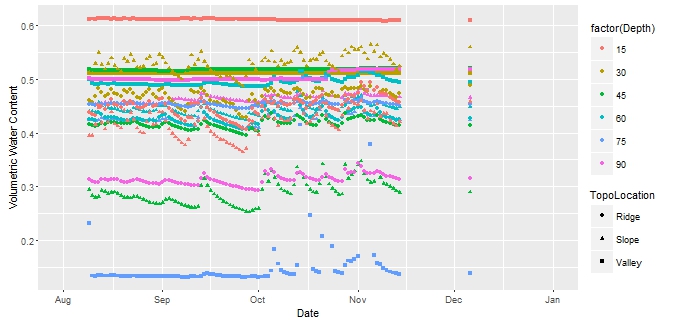 Volumetric Water Content
0.6
0.5
0.4
0.3
0.2
Aug
Sep
Oct
Nov
Dec
Jan
Date
factor(Depth)
15
30
45
60
75
90
TopoLocation
Ridge
Slope
Valley